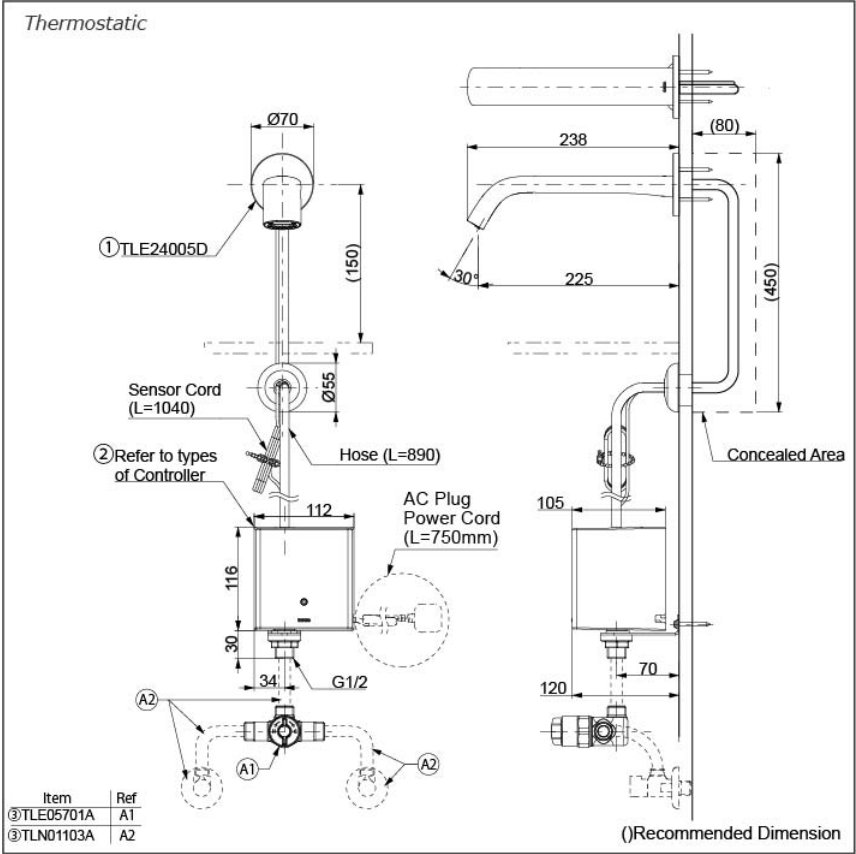 Thermostatic
Ø70
(80)
238
①TLE24005D
(150)
30°
225
(450)
Ø55
Sensor Cord
(L=1040)
Hose (L=890)
Concealed Area
②Refer to types
of Controller
AC Plug
Power Cord
(L=750mm)
112
105
116
30
34
G1/2
70
120
A2
A1
A2
Item Ref
③TLE05701A A1
③TLN01103A A2
()Recommended Dimension